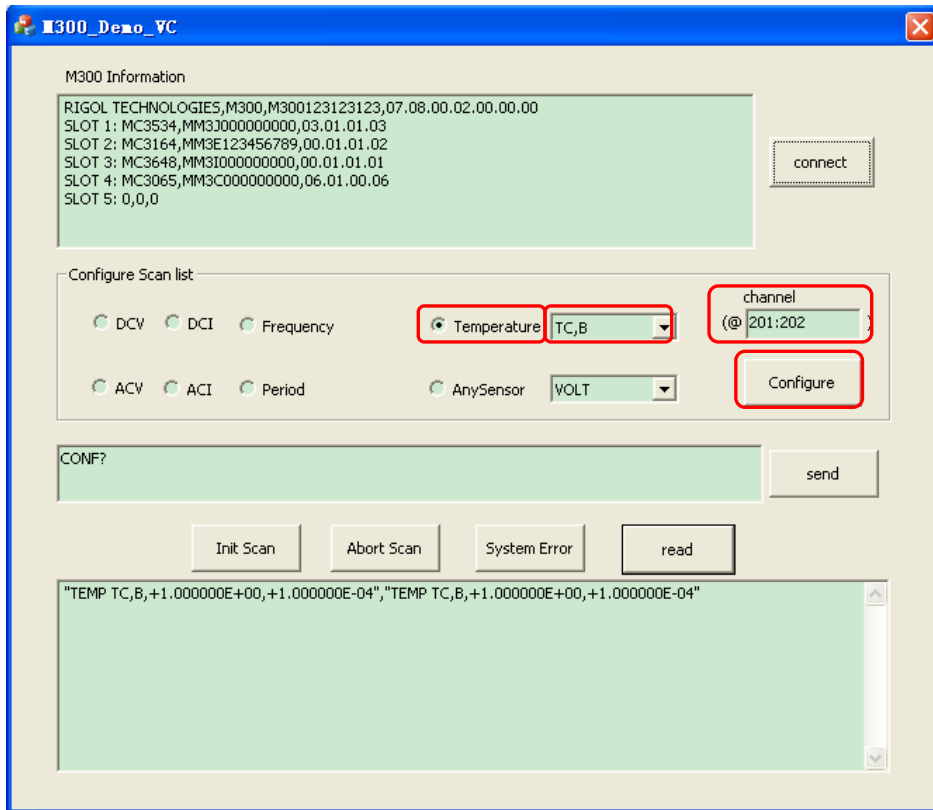 M300_Demo_VC
M300 Information
RIGOL TECHNOLOGIES,M300,M300123123123,07.08.00.02.00.00.00
SLOT 1: MC3534,MM3J000000000,03.01.01.03
SLOT 2: MC3164,MM3E123456789,00.01.01.02
SLOT 3: MC3648,MM3I000000000,00.01.01.01
SLOT 4: MC3065,MM3C000000000,06.01.00.06
SLOT 5: 0,0,0
connect
Configure Scan list
channel
DCV DCI Frequency Temperature TC,B (@ 201:202 )
ACV ACI Period AnySensor VOLT Configure
CONF?
send
Init Scan Abort Scan System Error read
"TEMP TC,B,+1.000000E+00,+1.000000E-04","TEMP TC,B,+1.000000E+00,+1.000000E-04"